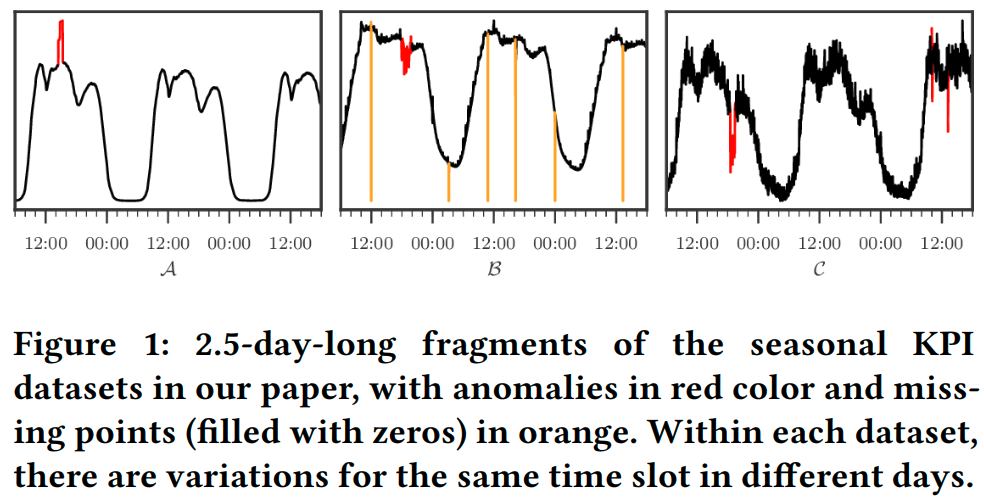 12:00 00:00 12:00 00:00 12:00
12:00 00:00 12:00 00:00 12:00
12:00 00:00 12:00 00:00 12:00
𝒜
ℬ
𝒞
Figure 1: 2.5-day-long fragments of the seasonal KPI
datasets in our paper, with anomalies in red color and miss-
ing points (filled with zeros) in orange. Within each dataset,
there are variations for the same time slot in different days.